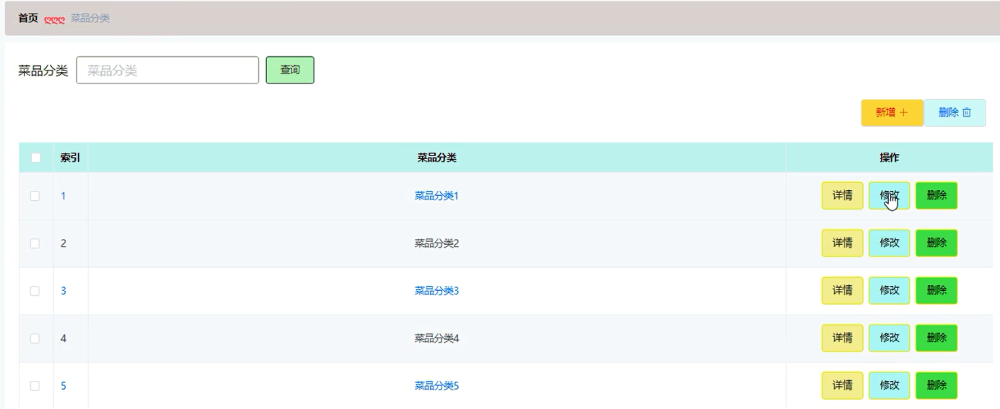 首页 ღღღ 菜品分类
菜品分类 菜品分类 查询
新增 删除
索引 菜品分类 操作
1 菜品分类1 详情 修改 删除
2 菜品分类2 详情 修改 删除
3 菜品分类3 详情 修改 删除
4 菜品分类4 详情 修改 删除
5 菜品分类5 详情 修改 删除